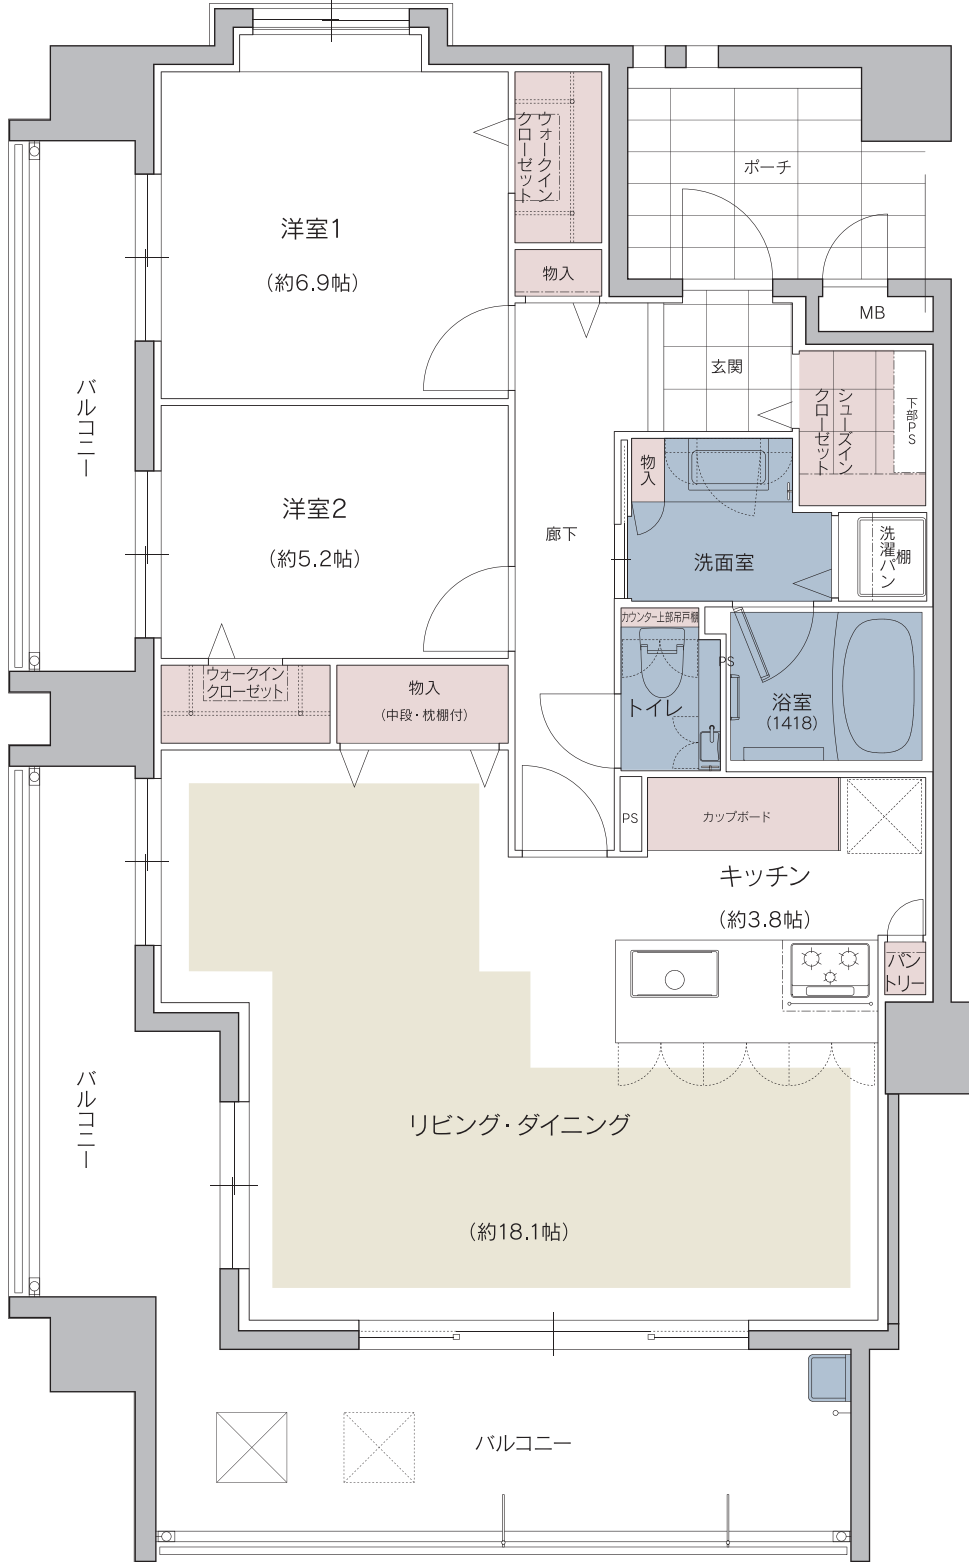 ウォークイン
クローゼット
ポーチ
洋室1
(約6.9帖)
物入
MB
玄関
バルコニー
シューズイン
クローゼット
下部PS
物入
洋室2
(約5.2帖)
廊下
洗面室
洗濯パン
棚
カウンター上部吊戸棚
PS
ウォークイン
クローゼット
物入
(中段・枕棚付)
トイレ
浴室
(1418)
PS
カップボード
キッチン
(約3.8帖)
パン
トリー
バルコニー
リビング・ダイニング
(約18.1帖)
バルコニー